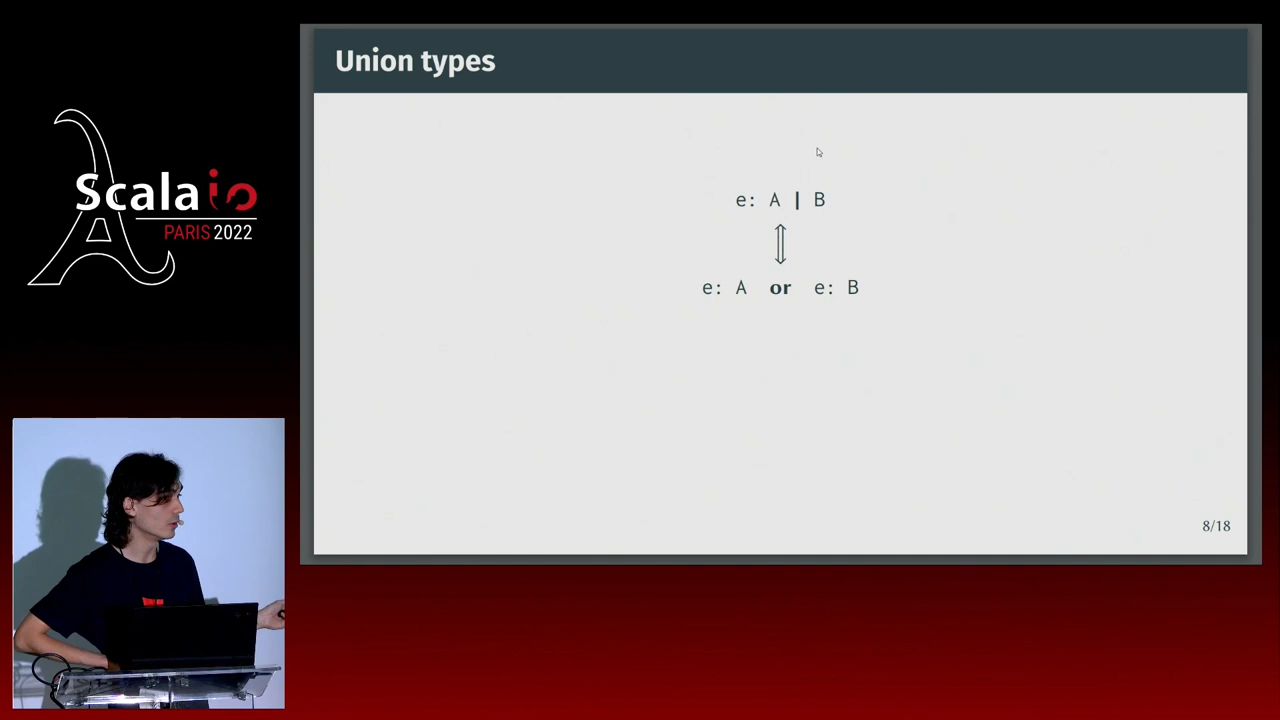 Union types
e: A | B
e: A or e: B
8/18
Scala io
PARIS 2022